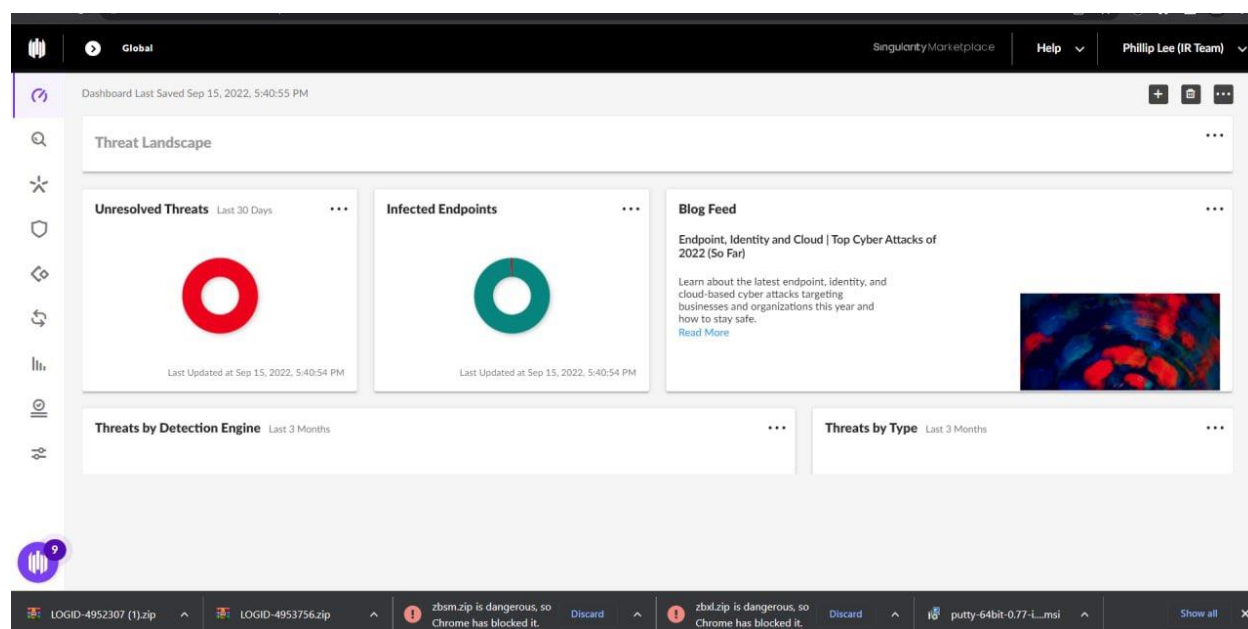 Global
SingularityMarketplace
Help
Phillip Lee (IR Team)
Dashboard Last Saved Sep 15, 2022, 5:40:55 PM
Threat Landscape
Unresolved Threats Last 30 Days
Last Updated at Sep 15, 2022, 5:40:54 PM
Infected Endpoints
Last Updated at Sep 15, 2022, 5:40:54 PM
Blog Feed
Endpoint, Identity and Cloud | Top Cyber Attacks of
2022 (So Far)
Learn about the latest endpoint, identity, and
cloud-based cyber attacks targeting
businesses and organizations this year and
how to stay safe.
Read More
Threats by Detection Engine Last 3 Months
Threats by Type Last 3 Months
9
LOGID-4952307 (1).zip
LOGID-4953756.zip
zbsm.zip is dangerous, so
Chrome has blocked it.
Discard
zbxl.zip is dangerous, so
Chrome has blocked it.
Discard
putty-64bit-0.77-i....msi
Show all